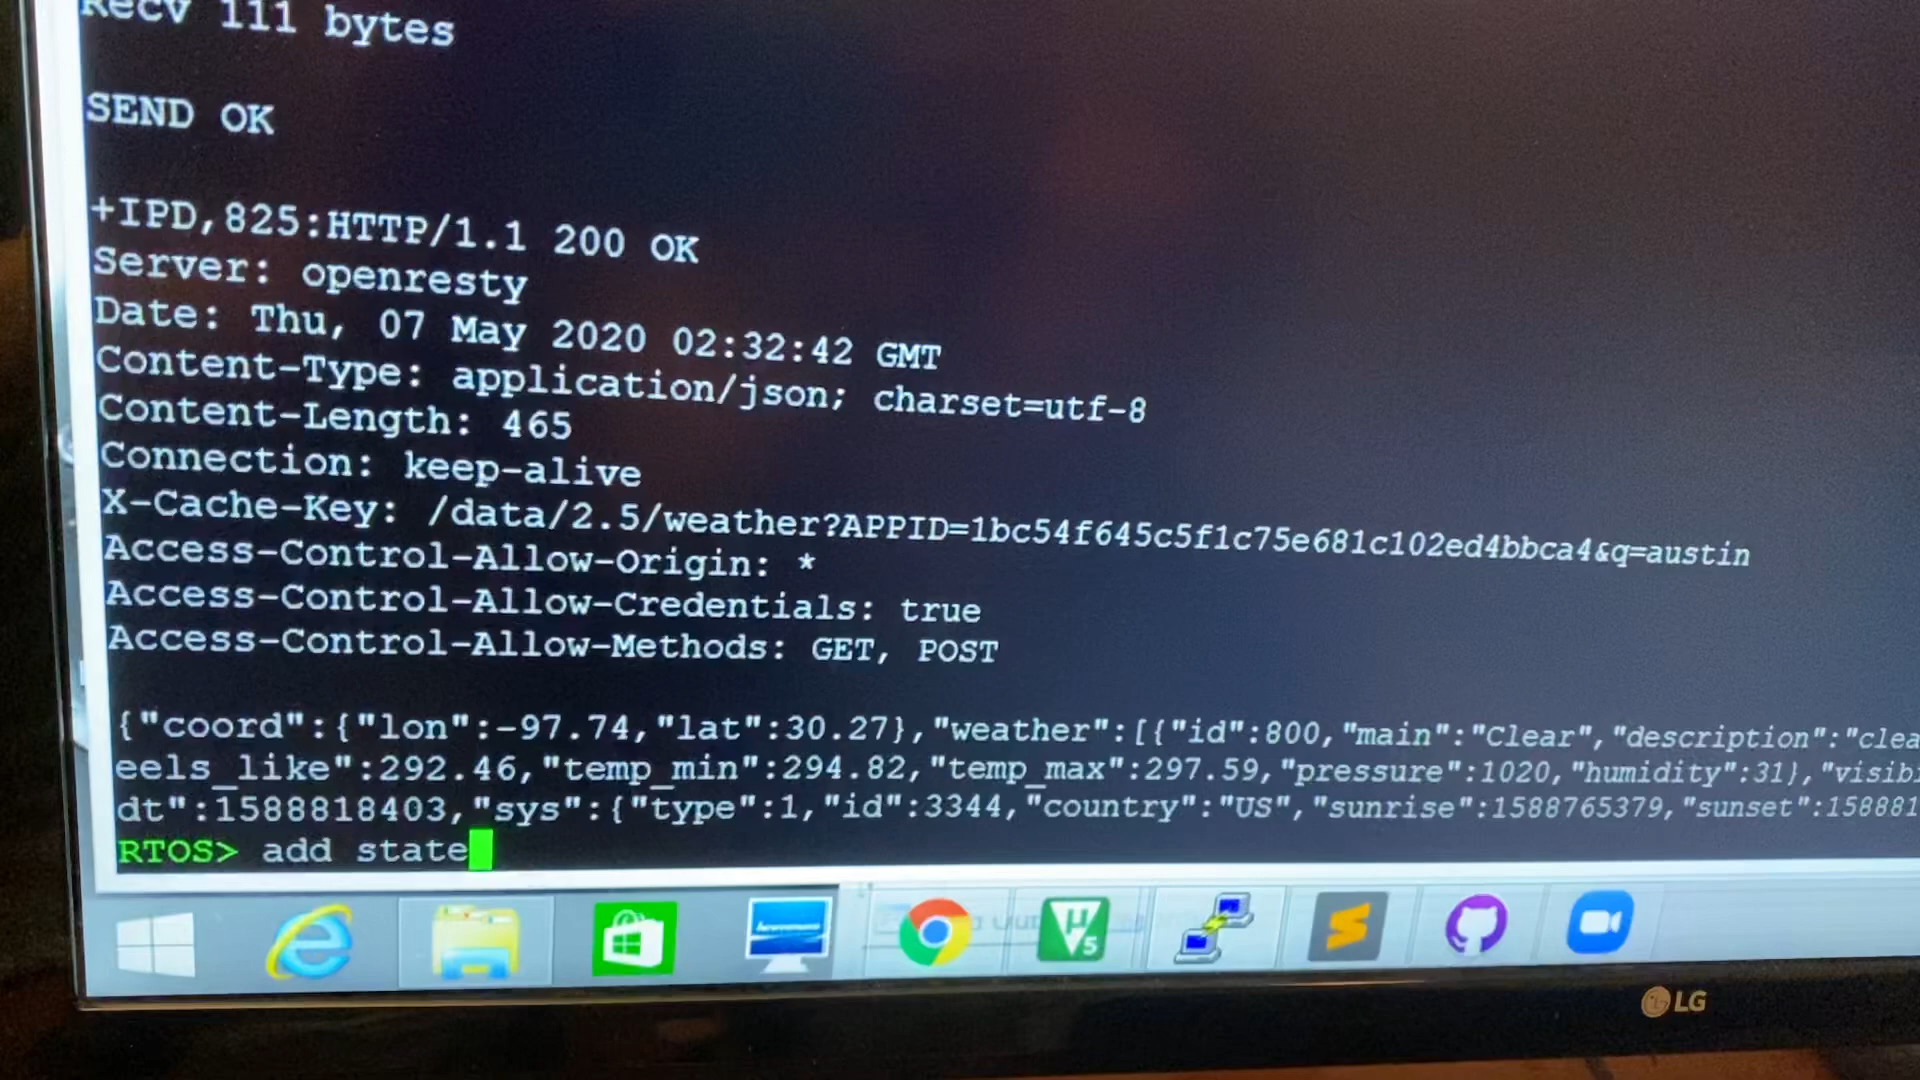 Recv 111 bytes
SEND OK
+IPD,825:HTTP/1.1 200 OK
Server: openresty
Date: Thu, 07 May 2020 02:32:42 GMT
Content-Type: application/json; charset=utf-8
Content-Length: 465
Connection: keep-alive
X-Cache-Key: /data/2.5/weather?APPID=1bc54f645c5f1c75e681c102ed4bbca4&q=austin
Access-Control-Allow-Origin: *
Access-Control-Allow-Credentials: true
Access-Control-Allow-Methods: GET, POST
{"coord":{"lon":-97.74,"lat":30.27},"weather":[{"id":800,"main":"Clear","description":"clea
eels_like":292.46,"temp_min":294.82,"temp_max":297.59,"pressure":1020,"humidity":31},"visibi
dt":1588818403,"sys":{"type":1,"id":3344,"country":"US","sunrise":1588765379,"sunset":158881
RTOS> add state
µV5
LG